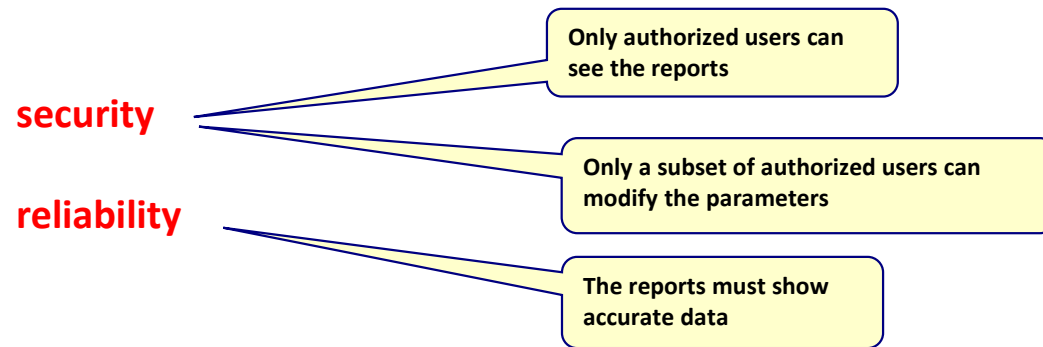 Only authorized users can
see the reports
security
Only a subset of authorized users can
modify the parameters
reliability
The reports must show
accurate data